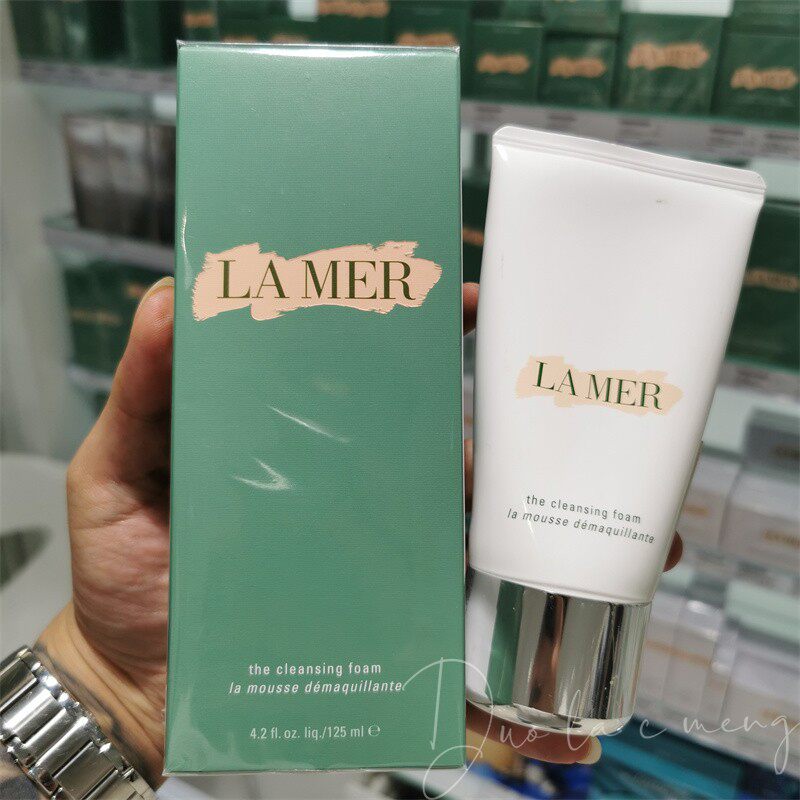 LA MER
the cleansing foam
la mousse démaquillante
4.2 fl. oz. liq./125 ml ℮
LA MER
the cleansing foam
la mousse démaquillante